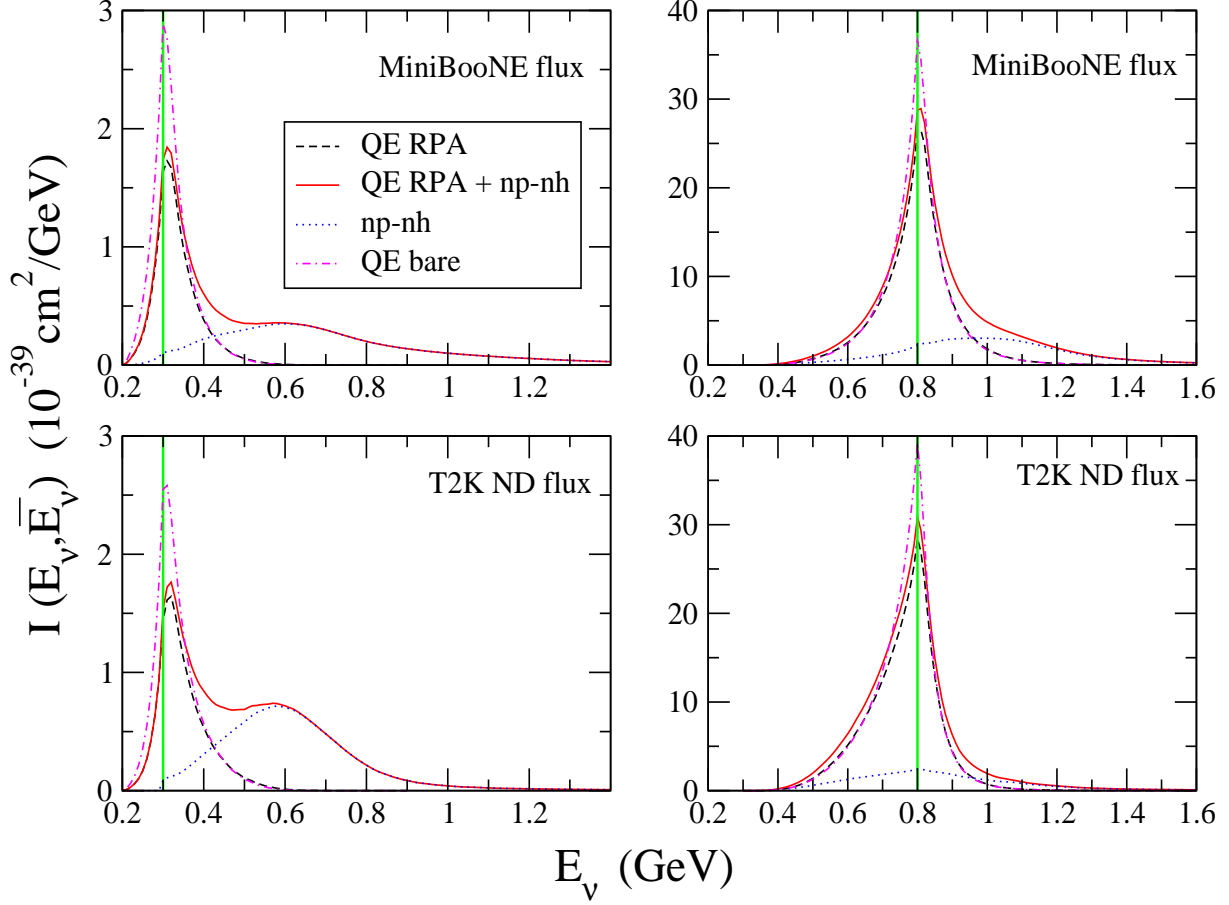 I (E_ν, E̅_ν) (10^-39 cm^2/GeV)
3
2
1
0
0.2 0.4 0.6 0.8 1 1.2
MiniBooNE flux
QE RPA
QE RPA + np-nh
np-nh
QE bare
40
30
20
10
0
0.2 0.4 0.6 0.8 1 1.2 1.4 1.6
MiniBooNE flux
3
2
1
0
0.2 0.4 0.6 0.8 1 1.2
T2K ND flux
40
30
20
10
0
0.2 0.4 0.6 0.8 1 1.2 1.4 1.6
T2K ND flux
E_ν (GeV)